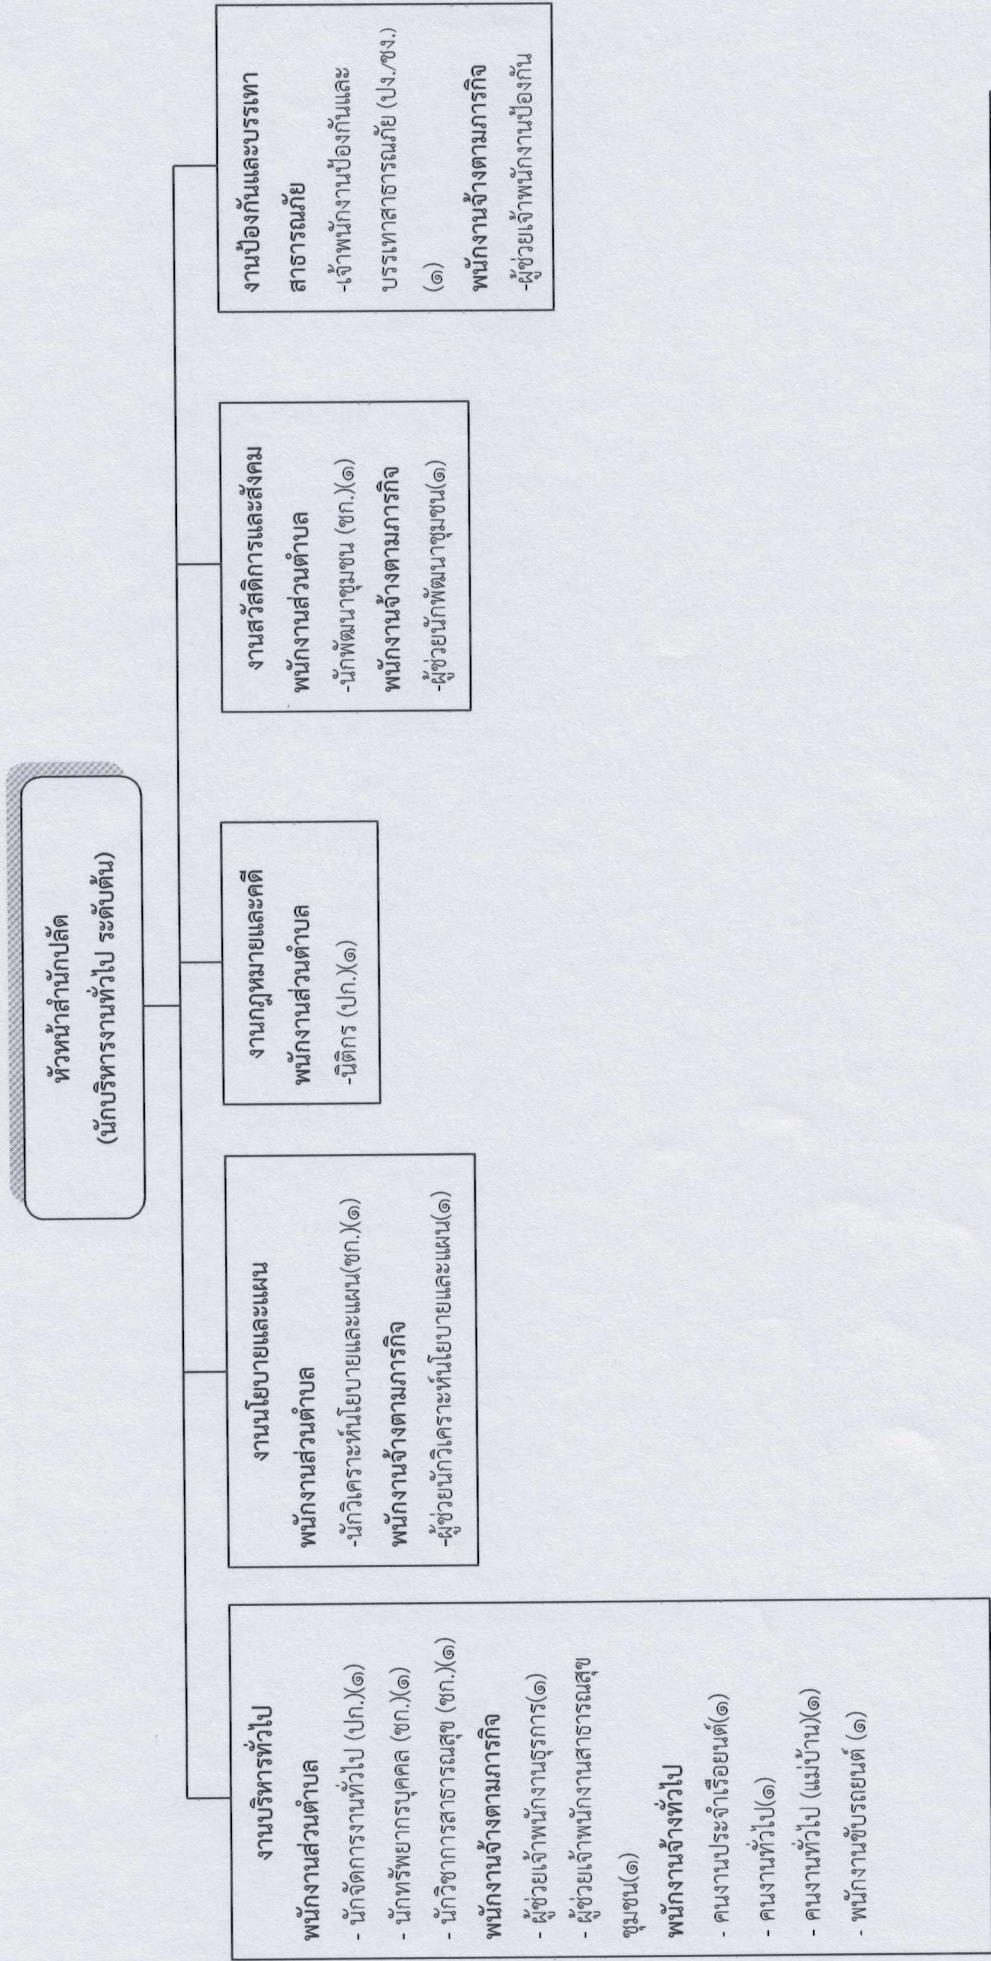 หัวหน้าสำนักปลัด
(นักบริหารงานทั่วไป ระดับต้น)
งานบริหารทั่วไป
พนักงานส่วนตำบล
- นักจัดการงานทั่วไป (ปก.)(๑)
- นักทรัพยากรบุคคล (ชก.)(๑)
- นักวิชาการสาธารณสุข (ชก.)(๑)
พนักงานจ้างตามภารกิจ
- ผู้ช่วยเจ้าพนักงานธุรการ(๑)
- ผู้ช่วยเจ้าพนักงานสาธารณสุข
ชุมชน(๑)
พนักงานจ้างทั่วไป
- คนงานประจำเรือยนต์(๑)
- คนงานทั่วไป(๑)
- คนงานทั่วไป (แม่บ้าน)(๑)
- พนักงานขับรถยนต์ (๑)
งานนโยบายและแผน
พนักงานส่วนตำบล
-นักวิเคราะห์นโยบายและแผน(ชก.)(๑)
พนักงานจ้างตามภารกิจ
-ผู้ช่วยนักวิเคราะห์นโยบายและแผน(๑)
งานกฎหมายและคดี
พนักงานส่วนตำบล
-นิติกร (ปก.)(๑)
งานสวัสดิการและสังคม
พนักงานส่วนตำบล
-นักพัฒนาชุมชน (ชก.)(๑)
พนักงานจ้างตามภารกิจ
-ผู้ช่วยนักพัฒนาชุมชน(๑)
งานป้องกันและบรรเทา
สาธารณภัย
-เจ้าพนักงานป้องกันและ
บรรเทาสาธารณภัย (ปง./ชง.)
(๑)
พนักงานจ้างตามภารกิจ
-ผู้ช่วยเจ้าพนักงานป้องกัน